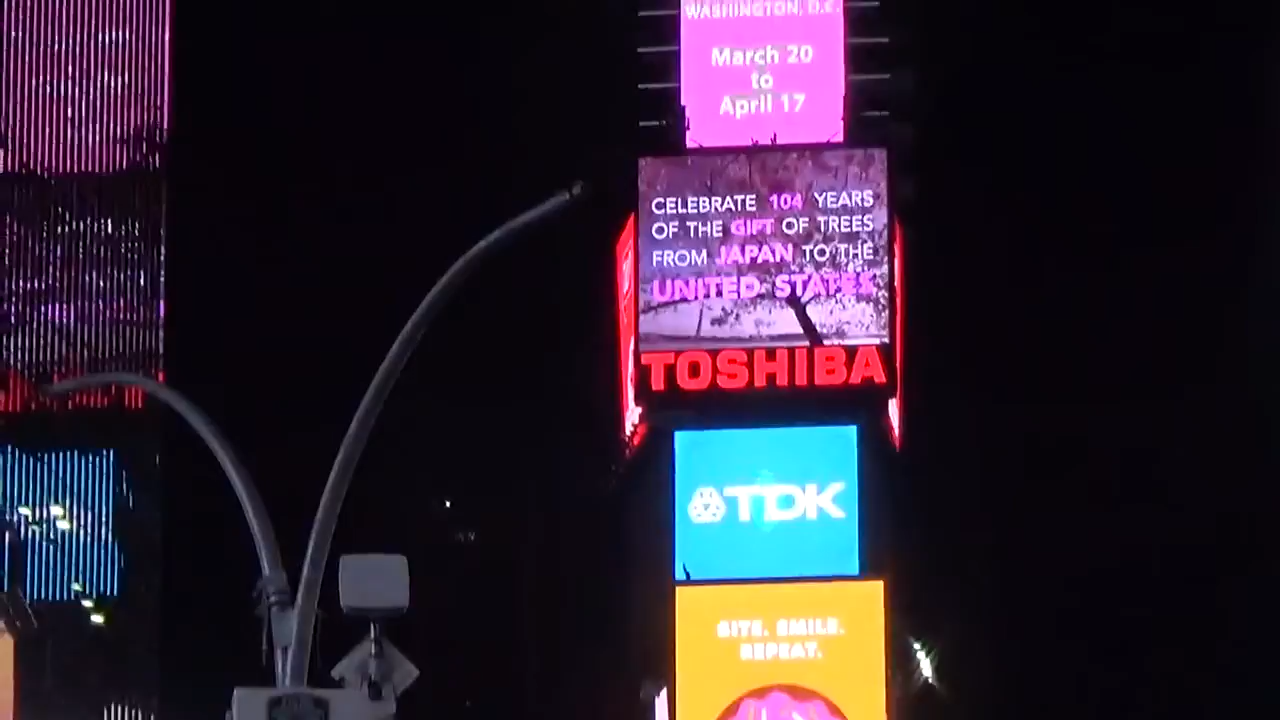 WASHINGTON, D.C.
March 20
to
April 17
CELEBRATE 104 YEARS
OF THE GIFT OF TREES
FROM JAPAN TO THE
UNITED STATES
TOSHIBA
TDK
BITE. SMILE.
REPEAT.